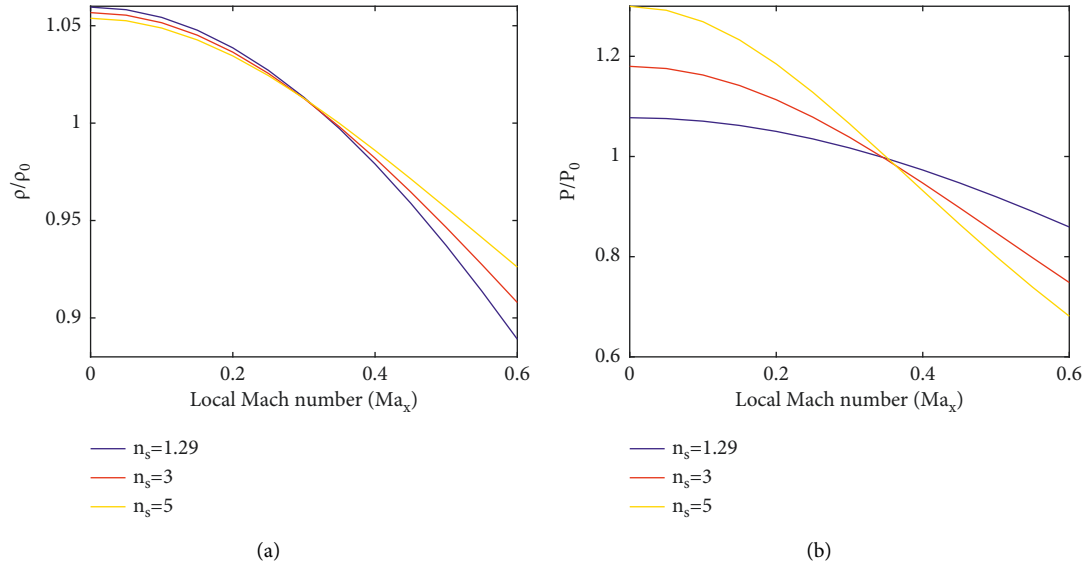 1.05
1
0.95
0.9
ρ/ρ₀
0 0.2 0.4 0.6
Local Mach number (Maₓ)
nₛ=1.29
nₛ=3
nₛ=5
(a)
1.2
1
0.8
0.6
P/P₀
0 0.2 0.4 0.6
Local Mach number (Maₓ)
nₛ=1.29
nₛ=3
nₛ=5
(b)